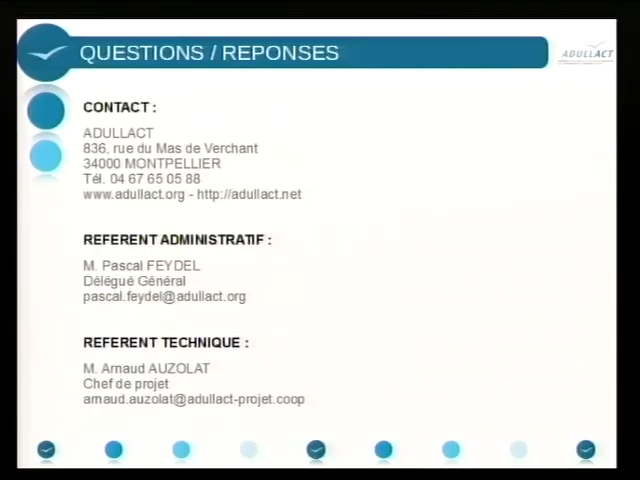 QUESTIONS / REPONSES
ADULLACT
CONTACT :
ADULLACT
836, rue du Mas de Verchant
34000 MONTPELLIER
Tél. 04 67 65 05 88
www.adullact.org - http://adullact.net
REFERENT ADMINISTRATIF :
M. Pascal FEYDEL
Délégué Général
pascal.feydel@adullact.org
REFERENT TECHNIQUE :
M. Arnaud AUZOLAT
Chef de projet
arnaud.auzolat@adullact-projet.coop